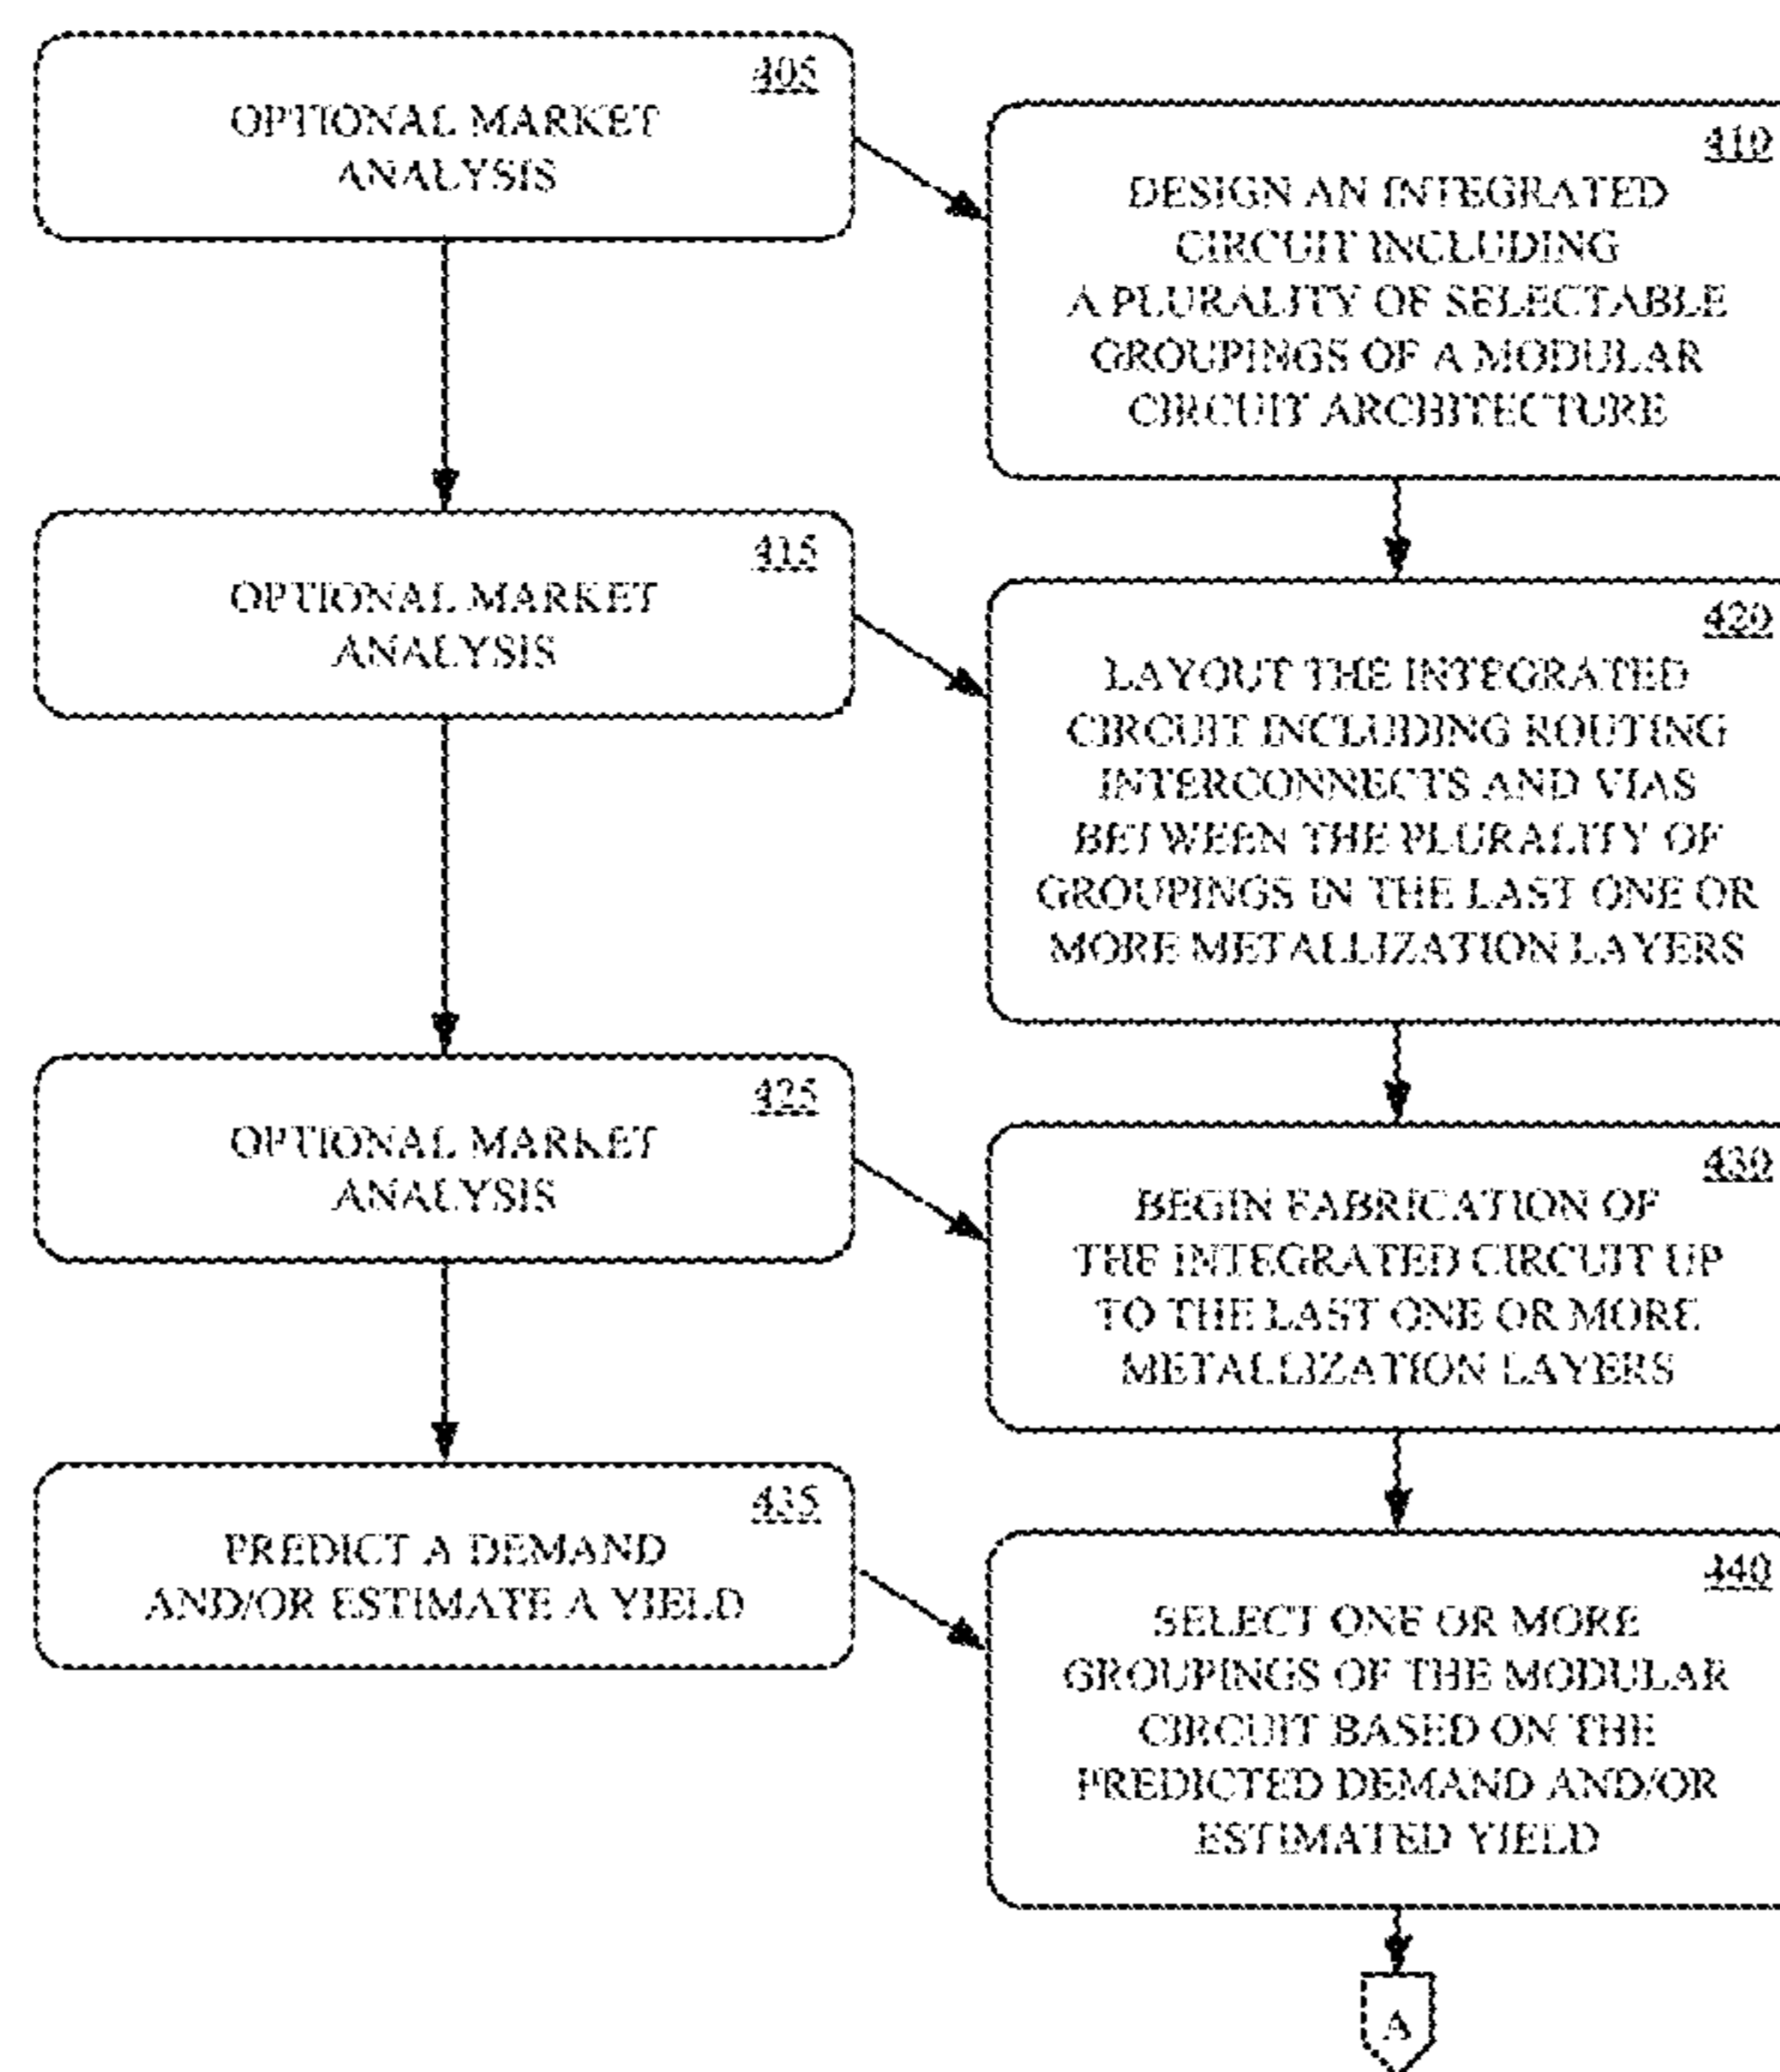 405
OPTIONAL MARKET
ANALYSIS
410
DESIGN AN INTEGRATED
CIRCUIT INCLUDING
A PLURALITY OF SELECTABLE
GROUPINGS OF A MODULAR
CIRCUIT ARCHITECTURE
415
OPTIONAL MARKET
ANALYSIS
420
LAYOUT THE INTEGRATED
CIRCUIT INCLUDING ROUTING
INTERCONNECTS AND VIAS
BETWEEN THE PLURALITY OF
GROUPINGS IN THE LAST ONE OR
MORE METALLIZATION LAYERS
425
OPTIONAL MARKET
ANALYSIS
430
BEGIN FABRICATION OF
THE INTEGRATED CIRCUIT UP
TO THE LAST ONE OR MORE
METALLIZATION LAYERS
435
PREDICT A DEMAND
AND/OR ESTIMATE A YIELD
440
SELECT ONE OR MORE
GROUPINGS OF THE MODULAR
CIRCUIT BASED ON THE
PREDICTED DEMAND AND/OR
ESTIMATED YIELD
A